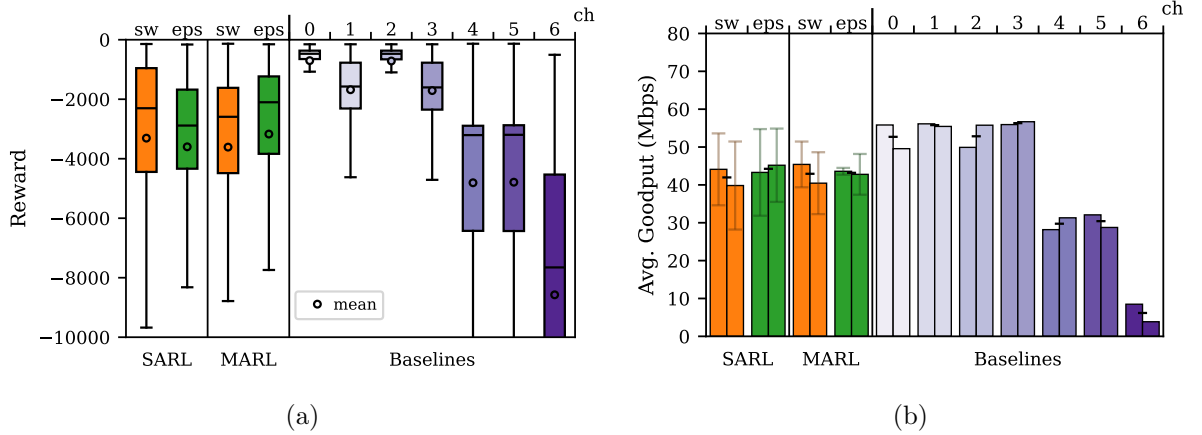 ch
sw eps sw eps 0 1 2 3 4 5 6
0
−2000
−4000
−6000
−8000
−10000
Reward
mean
SARL MARL Baselines
(a)
ch
sw eps sw eps 0 1 2 3 4 5 6
80
70
60
50
40
30
20
10
0
Avg. Goodput (Mbps)
SARL MARL Baselines
(b)